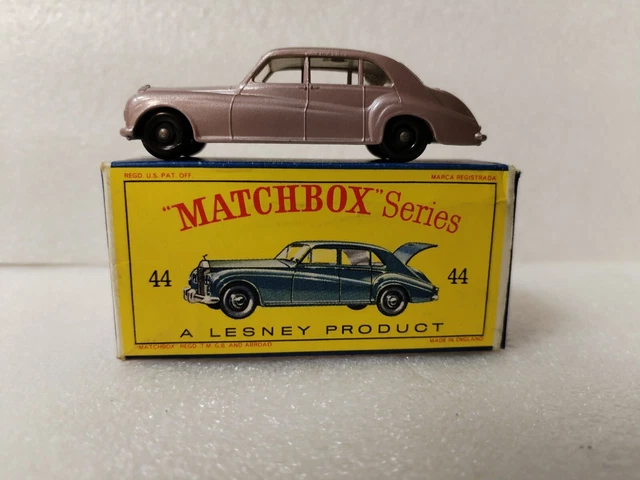 REGD. U.S. PAT. OFF. MARCA REGISTRADA
"MATCHBOX" Series
44 44
A LESNEY PRODUCT
"MATCHBOX" REGD. T.M. G.B. AND ABROAD MADE IN ENGLAND